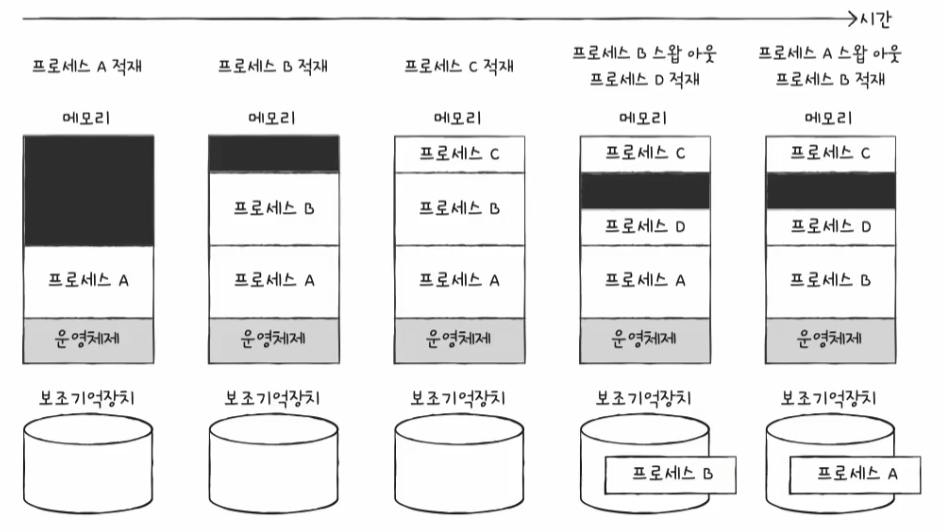 시간
프로세스 A 적재
프로세스 B 적재
프로세스 C 적재
프로세스 B 스왑 아웃
프로세스 D 적재
프로세스 A 스왑 아웃
프로세스 B 적재
메모리
메모리
메모리
메모리
메모리
프로세스 A
운영체제
프로세스 B
프로세스 A
운영체제
프로세스 C
프로세스 B
프로세스 A
운영체제
프로세스 C
프로세스 D
프로세스 A
운영체제
프로세스 C
프로세스 D
프로세스 B
운영체제
보조기억장치
보조기억장치
보조기억장치
보조기억장치
보조기억장치
프로세스 B
프로세스 A